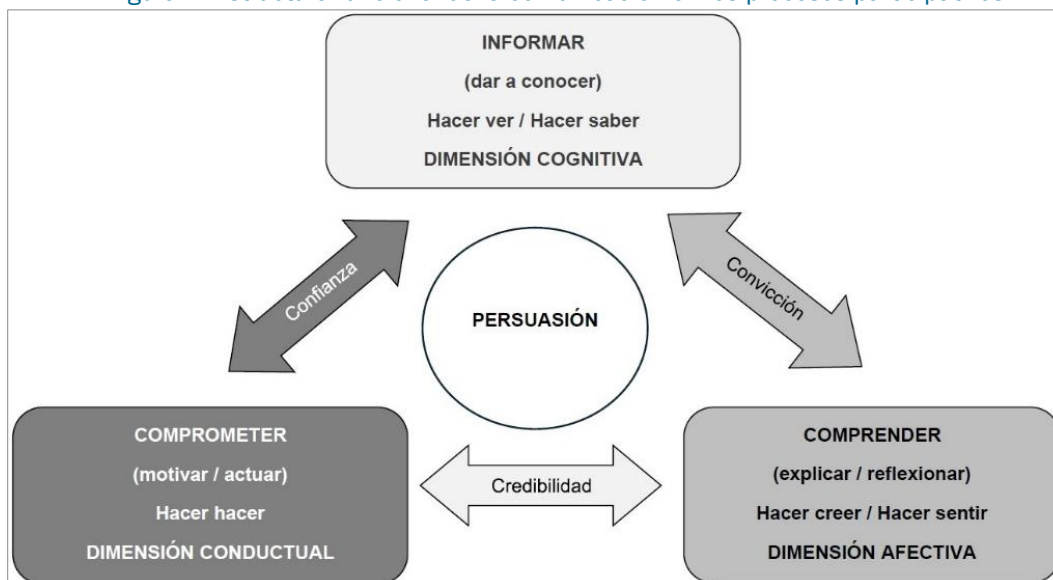 INFORMAR
(dar a conocer)
Hacer ver / Hacer saber
DIMENSIÓN COGNITIVA
Confianza
Convicción
PERSUASIÓN
COMPROMETER
(motivar / actuar)
Hacer hacer
DIMENSIÓN CONDUCTUAL
Credibilidad
COMPRENDER
(explicar / reflexionar)
Hacer creer / Hacer sentir
DIMENSIÓN AFECTIVA